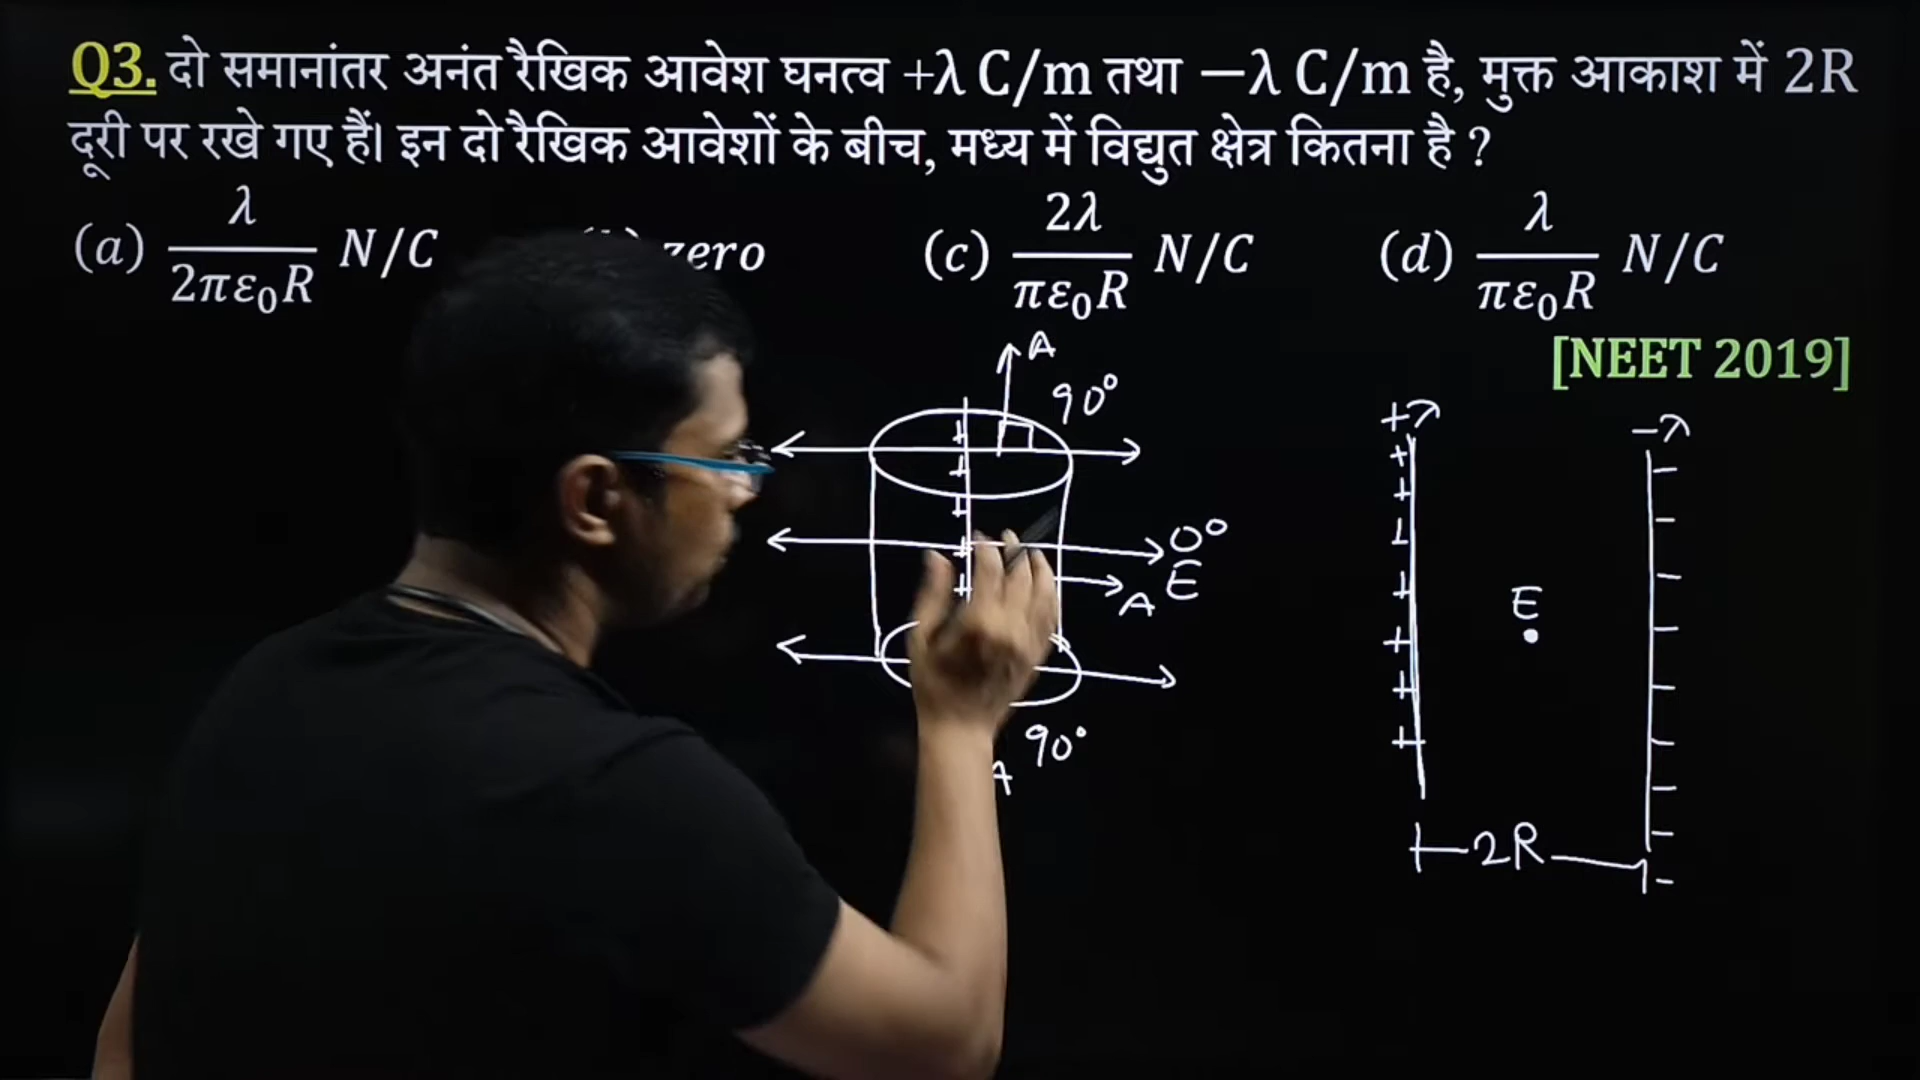 Q3. दो समानांतर अनंत रैखिक आवेश घनत्व +λ C/m तथा −λ C/m है, मुक्त आकाश में 2R
दूरी पर रखे गए हैं। इन दो रैखिक आवेशों के बीच, मध्य में विद्युत क्षेत्र कितना है ?
(a) λ/2πε₀R N/C zero (c) 2λ/πε₀R N/C (d) λ/πε₀R N/C
[NEET 2019]
A
90°
+λ
−λ
0°
E
A
E
90°
A
2R